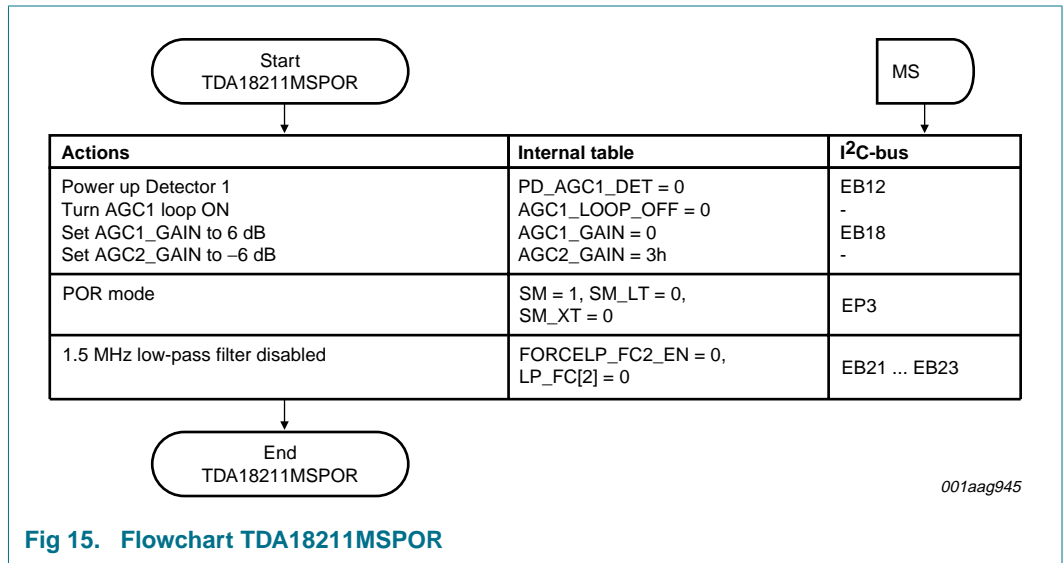 Start
TDA18211MSPOR
MS
Actions Internal table I2C-bus
Power up Detector 1 PD_AGC1_DET = 0 EB12
Turn AGC1 loop ON AGC1_LOOP_OFF = 0 -
Set AGC1_GAIN to 6 dB AGC1_GAIN = 0 EB18
Set AGC2_GAIN to −6 dB AGC2_GAIN = 3h -
POR mode SM = 1, SM_LT = 0,
SM_XT = 0
EP3
1.5 MHz low-pass filter disabled FORCELP_FC2_EN = 0,
LP_FC[2] = 0
EB21 ... EB23
End
TDA18211MSPOR
001aag945
Fig 15. Flowchart TDA18211MSPOR